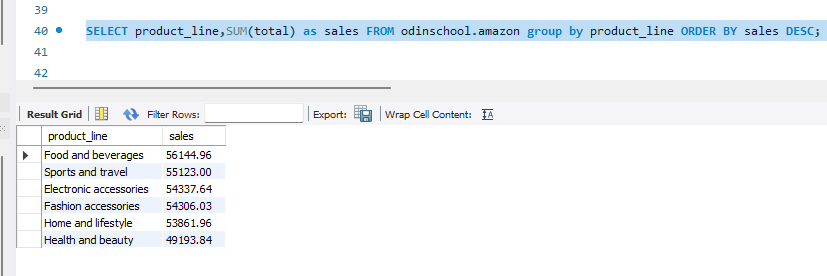 39
40 SELECT product_line,SUM(total) as sales FROM odinschool.amazon group by product_line ORDER BY sales DESC;
41
42
Result Grid Filter Rows: Export: Wrap Cell Content: IA
product_line sales
Food and beverages 56144.96
Sports and travel 55123.00
Electronic accessories 54337.64
Fashion accessories 54306.03
Home and lifestyle 53861.96
Health and beauty 49193.84